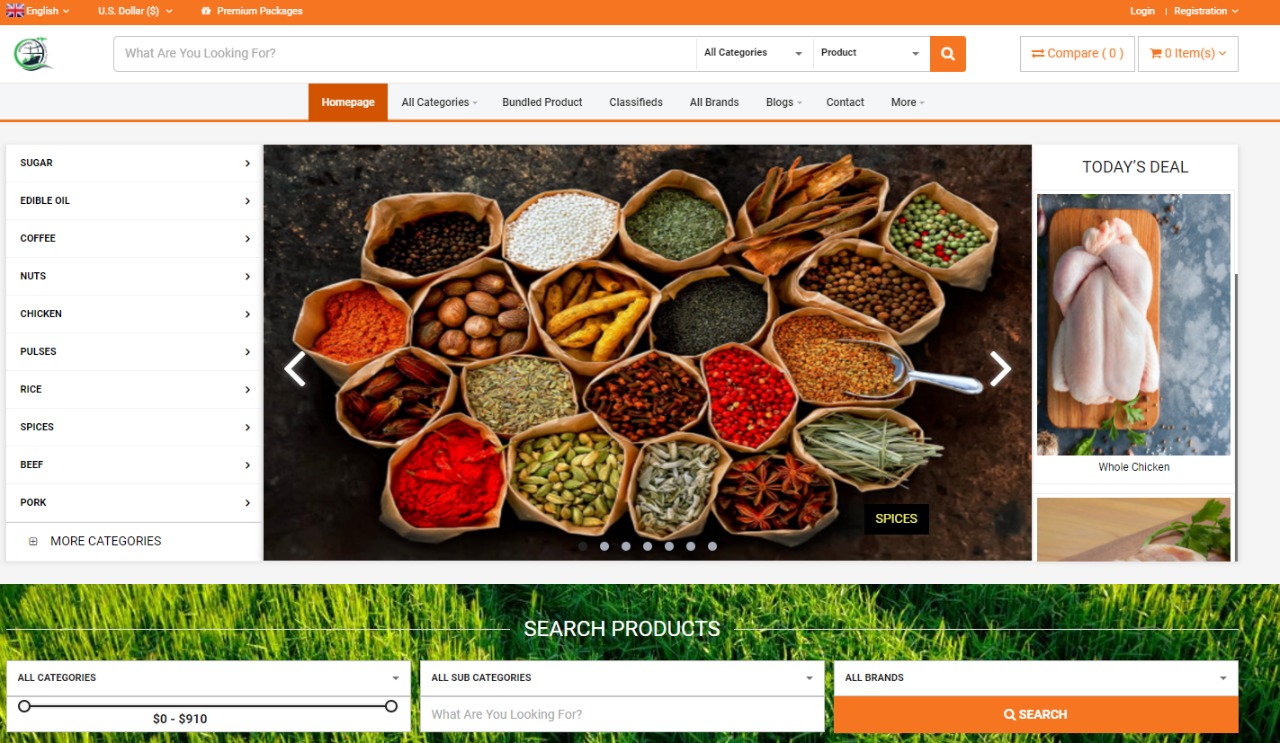 English U.S. Dollar ($) Premium Packages Login | Registration
What Are You Looking For? All Categories Product Compare ( 0 ) 0 Item(s)
Homepage All Categories Bundled Product Classifieds All Brands Blogs Contact More
SUGAR
EDIBLE OIL
COFFEE
NUTS
CHICKEN
PULSES
RICE
SPICES
BEEF
PORK
MORE CATEGORIES
SPICES
TODAY'S DEAL
Whole Chicken
SEARCH PRODUCTS
ALL CATEGORIES ALL SUB CATEGORIES ALL BRANDS
$0 - $910 What Are You Looking For? SEARCH